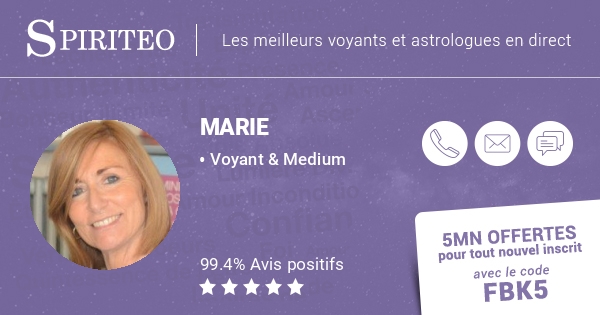 SPIRITEO
Les meilleurs voyants et astrologues en direct
MARIE
• Voyant & Medium
99.4% Avis positifs
5MN OFFERTES
pour tout nouvel inscrit
avec le code
FBK5